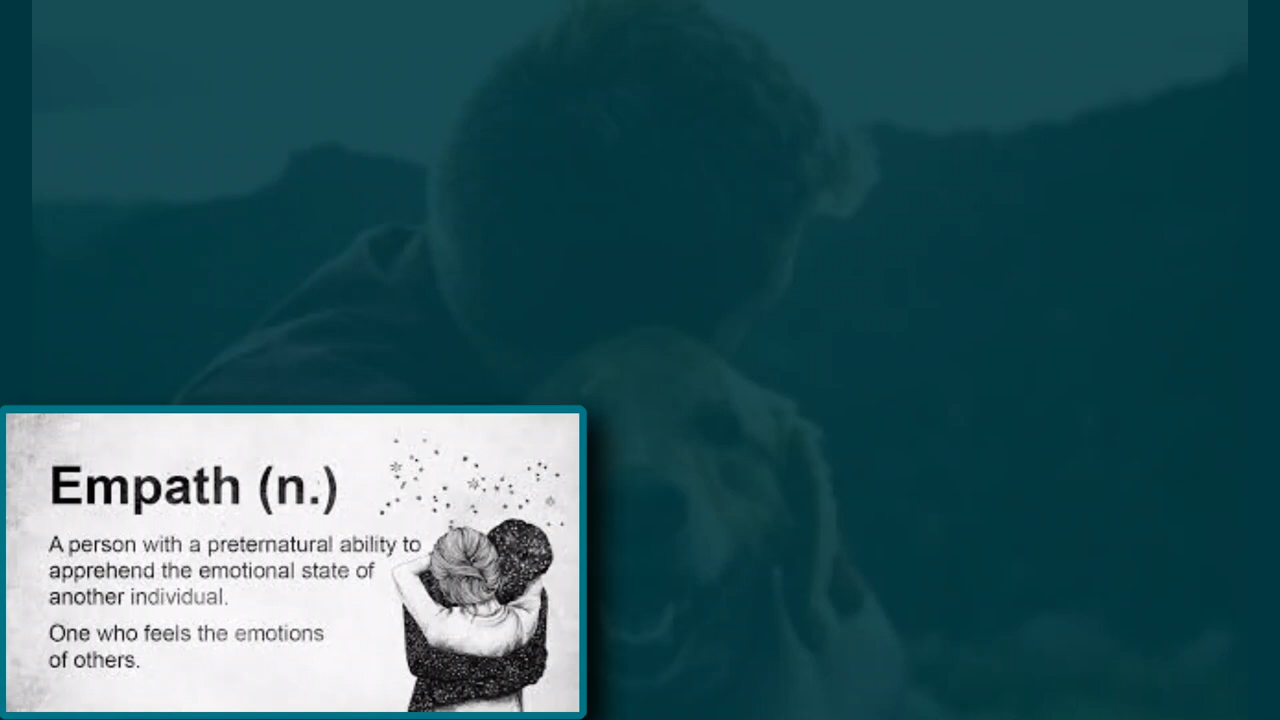 Empath (n.)
A person with a preternatural ability to
apprehend the emotional state of
another individual.
One who feels the emotions
of others.